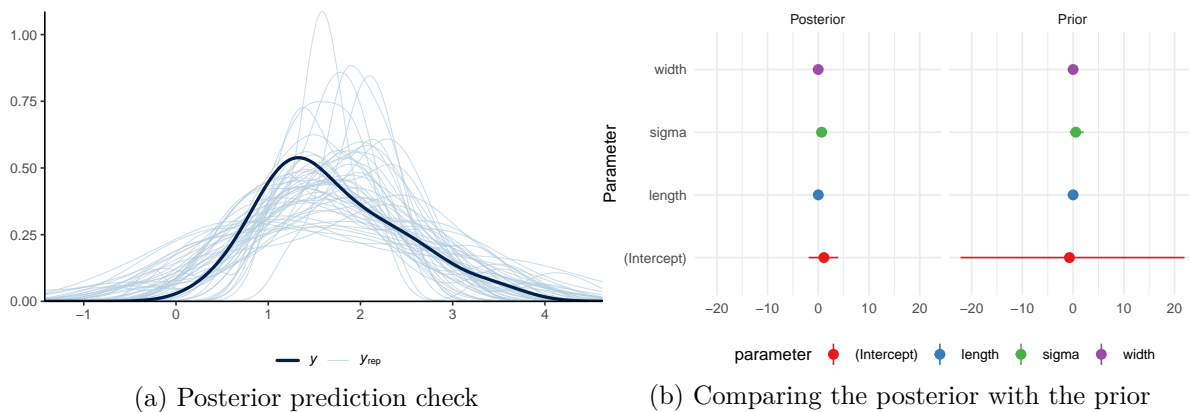 1.00
0.75
0.50
0.25
0.00
−1 0 1 2 3 4
y yrep
(a) Posterior prediction check
Posterior Prior
Parameter
width
sigma
length
(Intercept)
−20 −10 0 10 20 −20 −10 0 10 20
parameter (Intercept) length sigma width
(b) Comparing the posterior with the prior